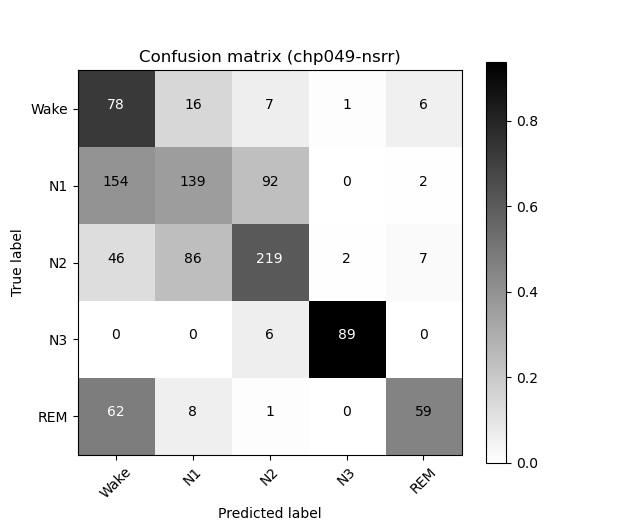 Confusion matrix (chp049-nsrr)
Wake 78 16 7 1 6
N1 154 139 92 0 2
N2 46 86 219 2 7
N3 0 0 6 89 0
REM 62 8 1 0 59
Wake N1 N2 N3 REM
True label
Predicted label
0.8
0.6
0.4
0.2
0.0